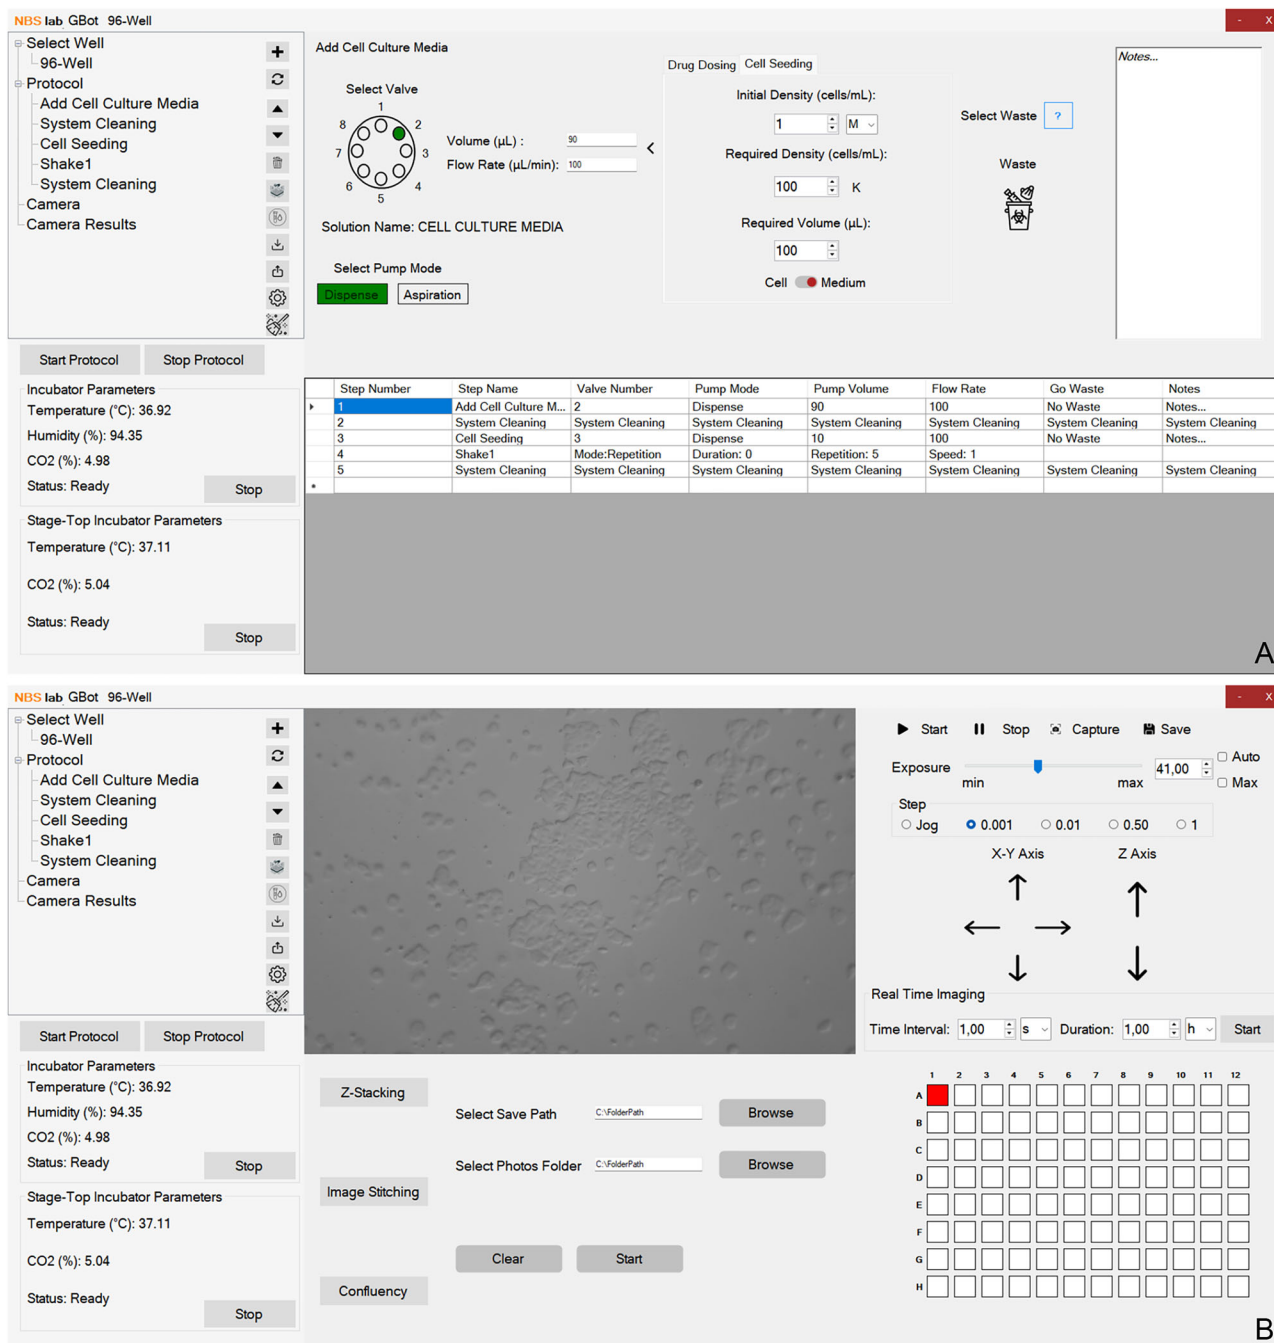 NBS lab GBot 96-Well
- X
Select Well
96-Well
Protocol
Add Cell Culture Media
System Cleaning
Cell Seeding
Shake1
System Cleaning
Camera
Camera Results
Start Protocol Stop Protocol
Incubator Parameters
Temperature (°C): 36.92
Humidity (%): 94.35
CO2 (%): 4.98
Status: Ready
Stop
Stage-Top Incubator Parameters
Temperature (°C): 37.11
CO2 (%): 5.04
Status: Ready
Stop
Add Cell Culture Media
Select Valve
1
2
3
4
5
6
7
8
Volume (µL) : 90
Flow Rate (µL/min): 100
<
Solution Name: CELL CULTURE MEDIA
Select Pump Mode
Dispense Aspiration
Drug Dosing Cell Seeding
Initial Density (cells/mL):
1 M
Required Density (cells/mL):
100 K
Required Volume (µL):
100
Cell Medium
Select Waste ?
Waste
Notes...
Step Number Step Name Valve Number Pump Mode Pump Volume Flow Rate Go Waste Notes
1 Add Cell Culture M... 2 Dispense 90 100 No Waste Notes...
2 System Cleaning System Cleaning System Cleaning System Cleaning System Cleaning System Cleaning System Cleaning
3 Cell Seeding 3 Dispense 10 100 No Waste Notes...
4 Shake1 Mode:Repetition Duration: 0 Repetition: 5 Speed: 1
5 System Cleaning System Cleaning System Cleaning System Cleaning System Cleaning System Cleaning System Cleaning
*
A
NBS lab GBot 96-Well
- X
Select Well
96-Well
Protocol
Add Cell Culture Media
System Cleaning
Cell Seeding
Shake1
System Cleaning
Camera
Camera Results
Start Protocol Stop Protocol
Incubator Parameters
Temperature (°C): 36.92
Humidity (%): 94.35
CO2 (%): 4.98
Status: Ready
Stop
Stage-Top Incubator Parameters
Temperature (°C): 37.11
CO2 (%): 5.04
Status: Ready
Stop
Start Stop Capture Save
Exposure min max 41,00
Auto
Max
Step
Jog 0.001 0.01 0.50 1
X-Y Axis Z Axis
Real Time Imaging
Time Interval: 1,00 s Duration: 1,00 h Start
Z-Stacking
Image Stitching
Confluency
Select Save Path C:\FolderPath Browse
Select Photos Folder C:\FolderPath Browse
Clear Start
1 2 3 4 5 6 7 8 9 10 11 12
A
B
C
D
E
F
G
H
B